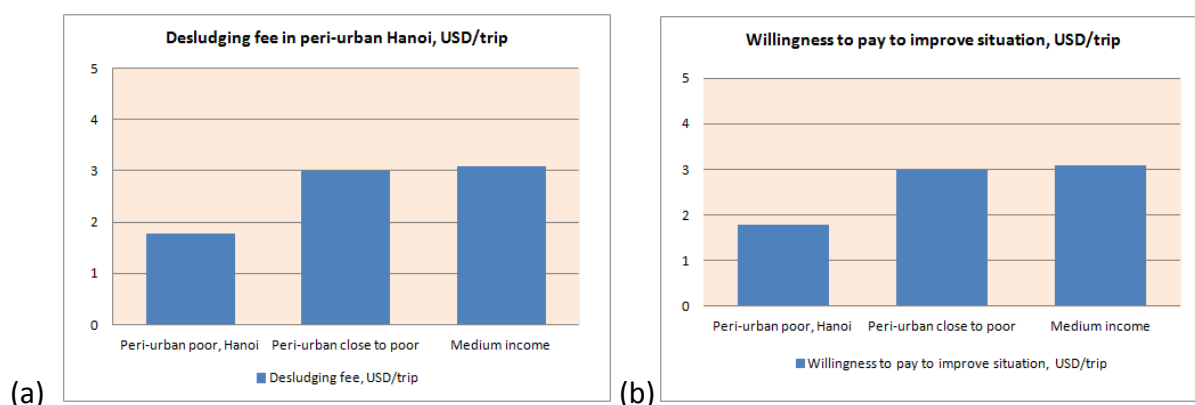 Desludging fee in peri-urban Hanoi, USD/trip
5
4
3
2
1
0
Peri-urban poor, Hanoi Peri-urban close to poor Medium income
Desludging fee, USD/trip
(a)
Willingness to pay to improve situation, USD/trip
5
4
3
2
1
0
Peri-urban poor, Hanoi Peri-urban close to poor Medium income
Willingness to pay to improve situation, USD/trip
(b)